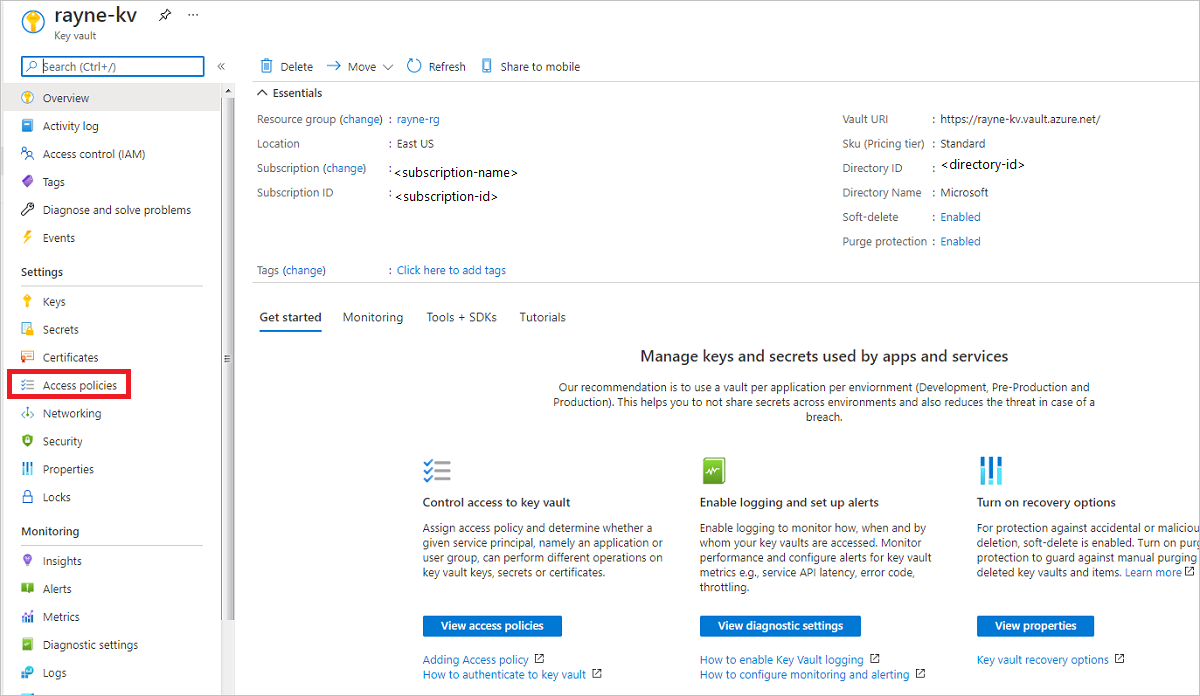 rayne-kv
Key vault
Search (Ctrl+/)
Overview
Activity log
Access control (IAM)
Tags
Diagnose and solve problems
Events
Settings
Keys
Secrets
Certificates
Access policies
Networking
Security
Properties
Locks
Monitoring
Insights
Alerts
Metrics
Diagnostic settings
Logs
Delete Move Refresh Share to mobile
Essentials
Resource group (change) : rayne-rg
Location : East US
Subscription (change) : <subscription-name>
Subscription ID : <subscription-id>
Vault URI : https://rayne-kv.vault.azure.net/
Sku (Pricing tier) : Standard
Directory ID : <directory-id>
Directory Name : Microsoft
Soft-delete : Enabled
Purge protection : Enabled
Tags (change) : Click here to add tags
Get started Monitoring Tools + SDKs Tutorials
Manage keys and secrets used by apps and services
Our recommendation is to use a vault per application per enviornment (Development, Pre-Production and
Production). This helps you to not share secrets across environments and also reduces the threat in case of a
breach.
Control access to key vault
Assign access policy and determine whether a
given service principal, namely an application or
user group, can perform different operations on
key vault keys, secrets or certificates.
View access policies
Adding Access policy
How to authenticate to key vault
Enable logging and set up alerts
Enable logging to monitor how, when and by
whom your key vaults are accessed. Monitor
performance and configure alerts for key vault
metrics e.g., service API latency, error code,
throttling.
View diagnostic settings
How to enable Key Vault logging
How to configure monitoring and alerting
Turn on recovery options
For protection against accidental or maliciou
deletion, soft-delete is enabled. Turn on purg
protection to guard against manual purging
deleted key vaults and items. Learn more
View properties
Key vault recovery options